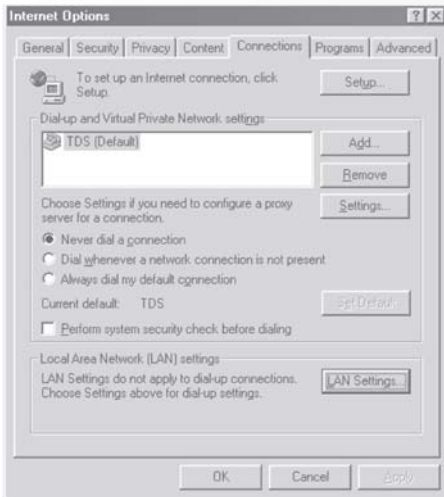 Internet Options
General Security Privacy Content Connections Programs Advanced
To set up an Internet connection, click
Setup.
Setup...
Dial-up and Virtual Private Network settings
TDS (Default)
Add...
Remove
Choose Settings if you need to configure a proxy
server for a connection.
Settings...
Never dial a connection
Dial whenever a network connection is not present
Always dial my default connection
Current default: TDS
Set Default
Perform system security check before dialing
Local Area Network (LAN) settings
LAN Settings do not apply to dial-up connections.
Choose Settings above for dial-up settings.
LAN Settings...
OK Cancel Apply